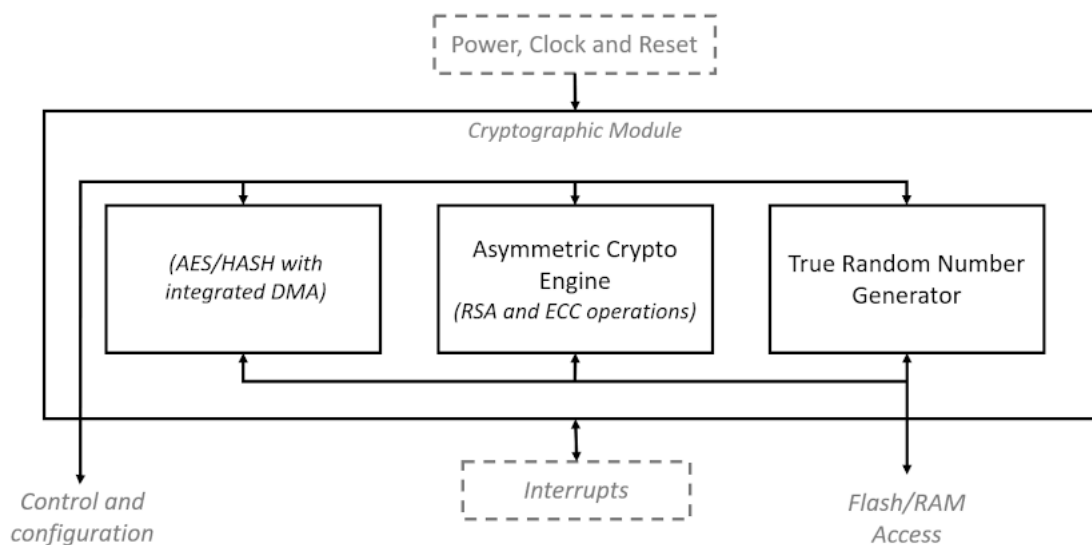 Power, Clock and Reset
Cryptographic Module
(AES/HASH with
integrated DMA)
Asymmetric Crypto
Engine
(RSA and ECC operations)
True Random Number
Generator
Control and
configuration
Interrupts
Flash/RAM
Access